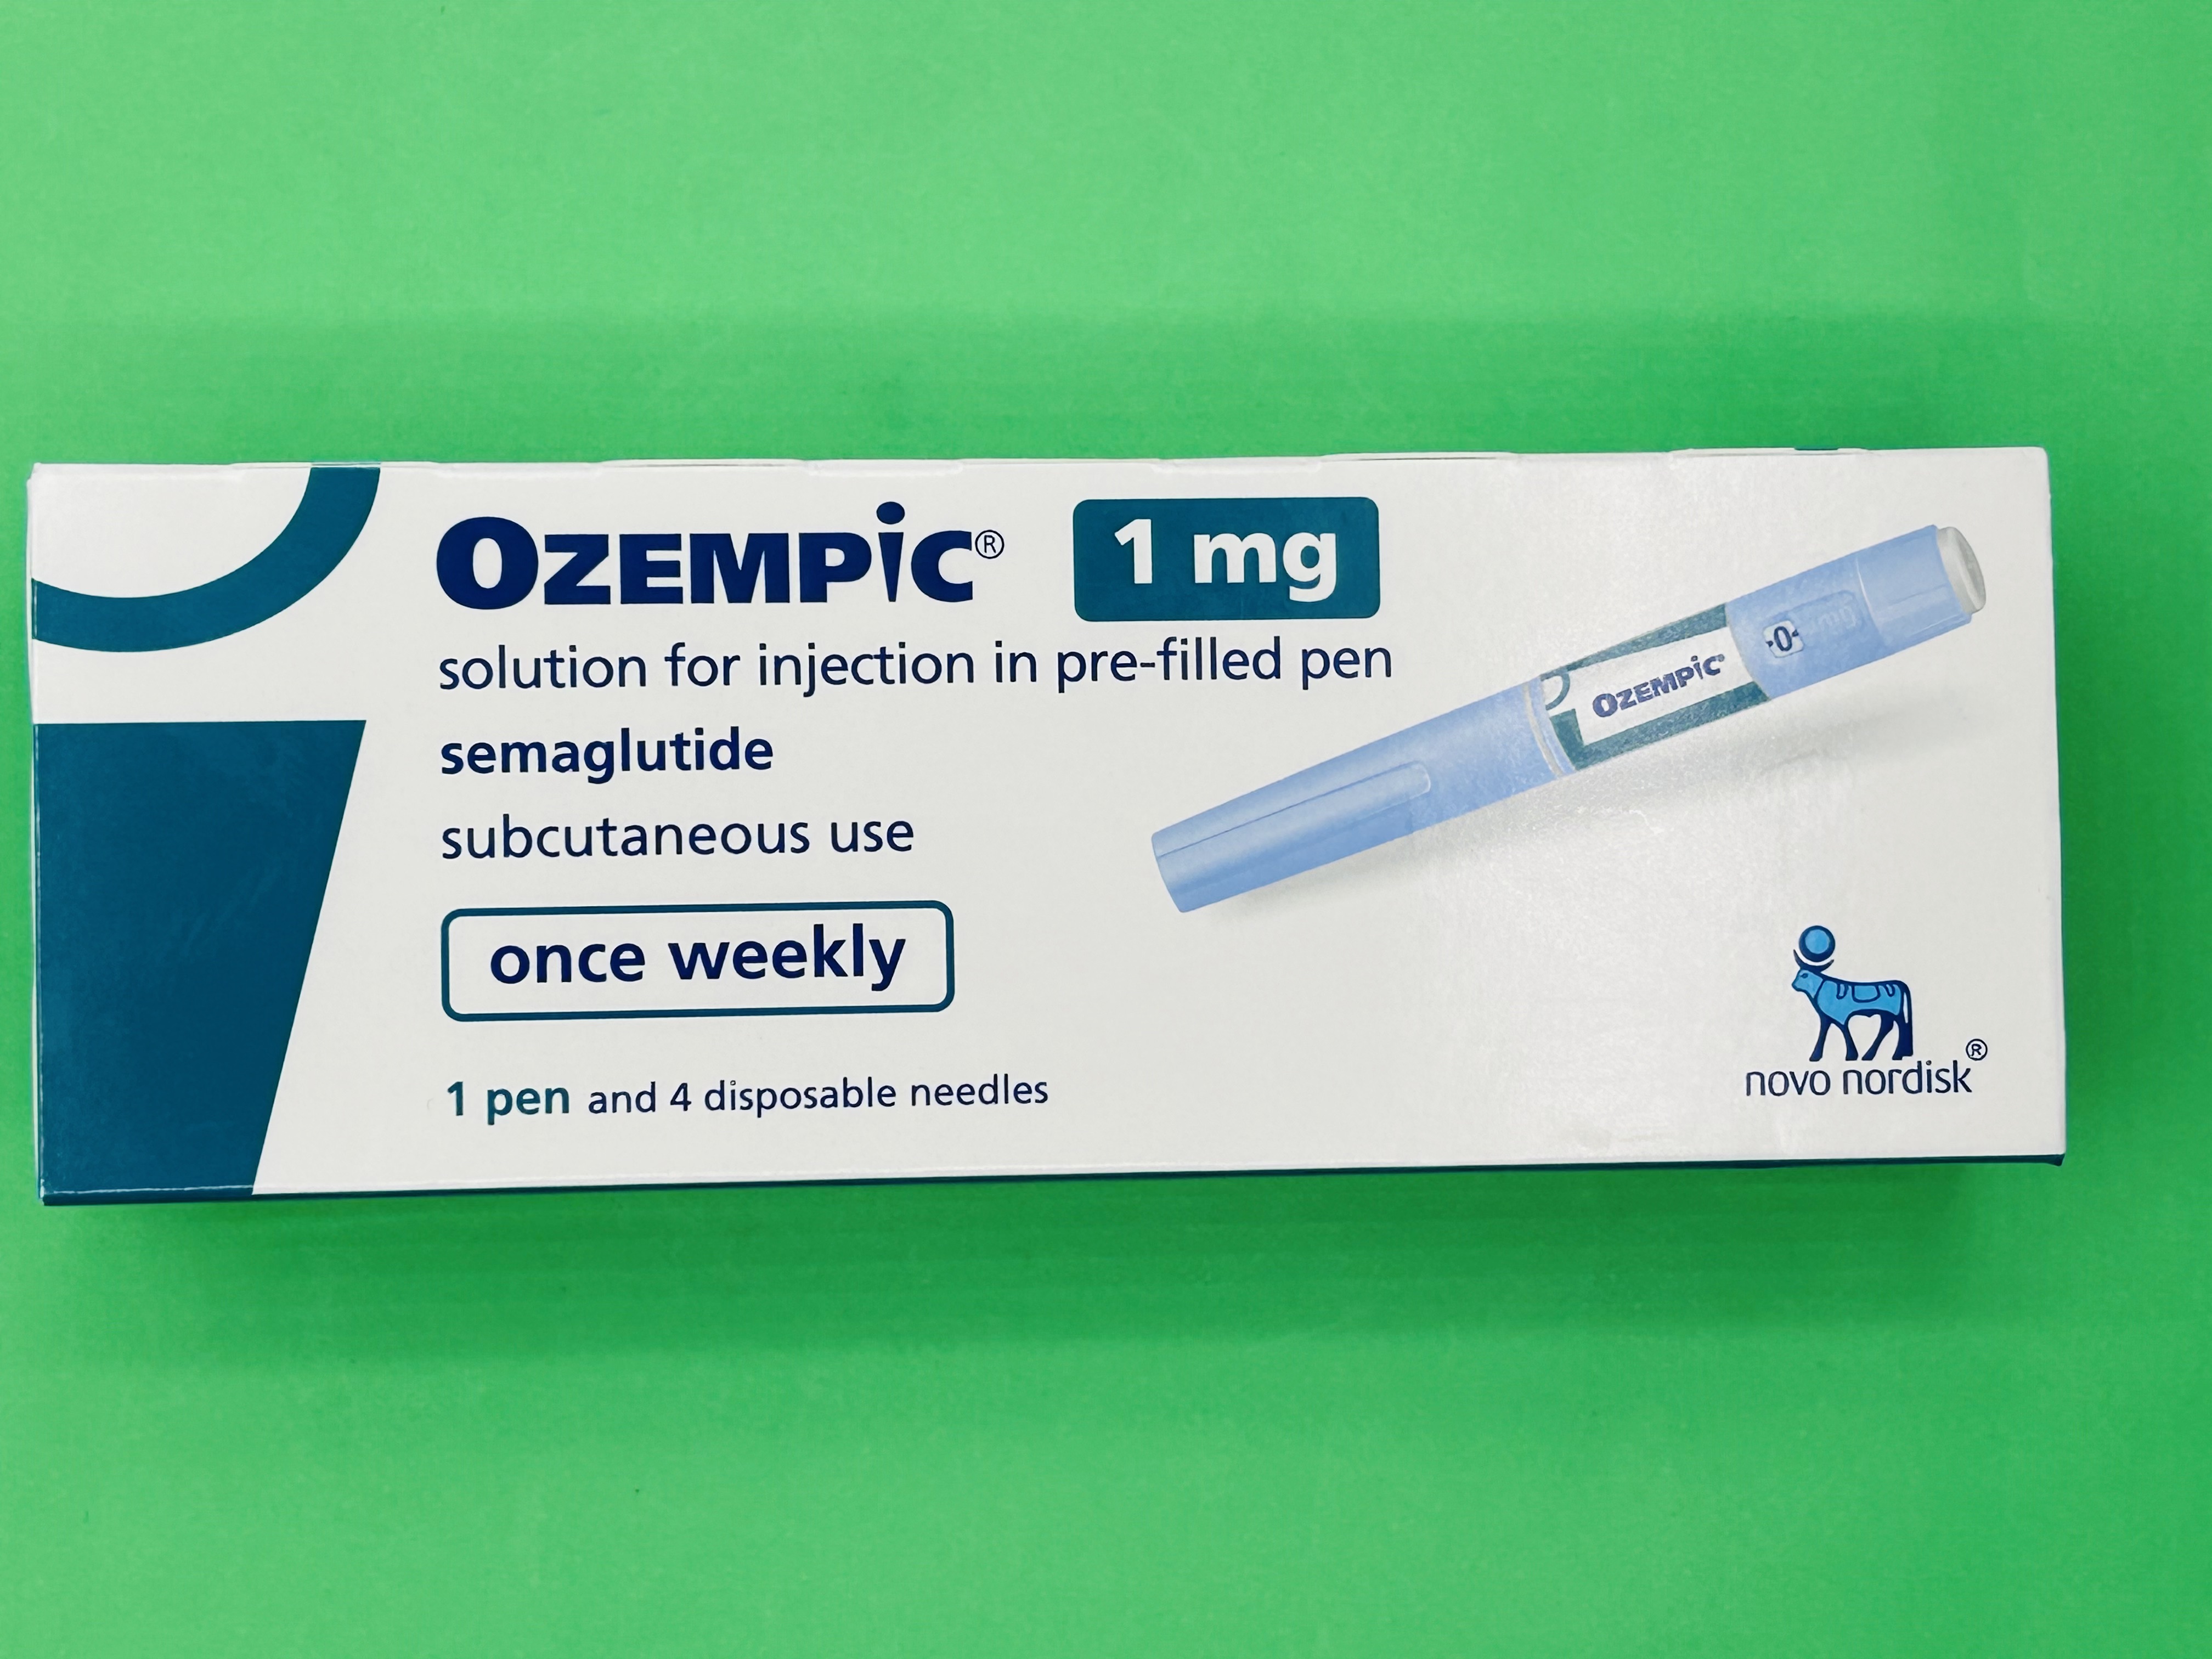 OZEMPIC® 1 mg
solution for injection in pre-filled pen
semaglutide
subcutaneous use
once weekly
1 pen and 4 disposable needles
OZEMPIC®
-0-
novo nordisk®